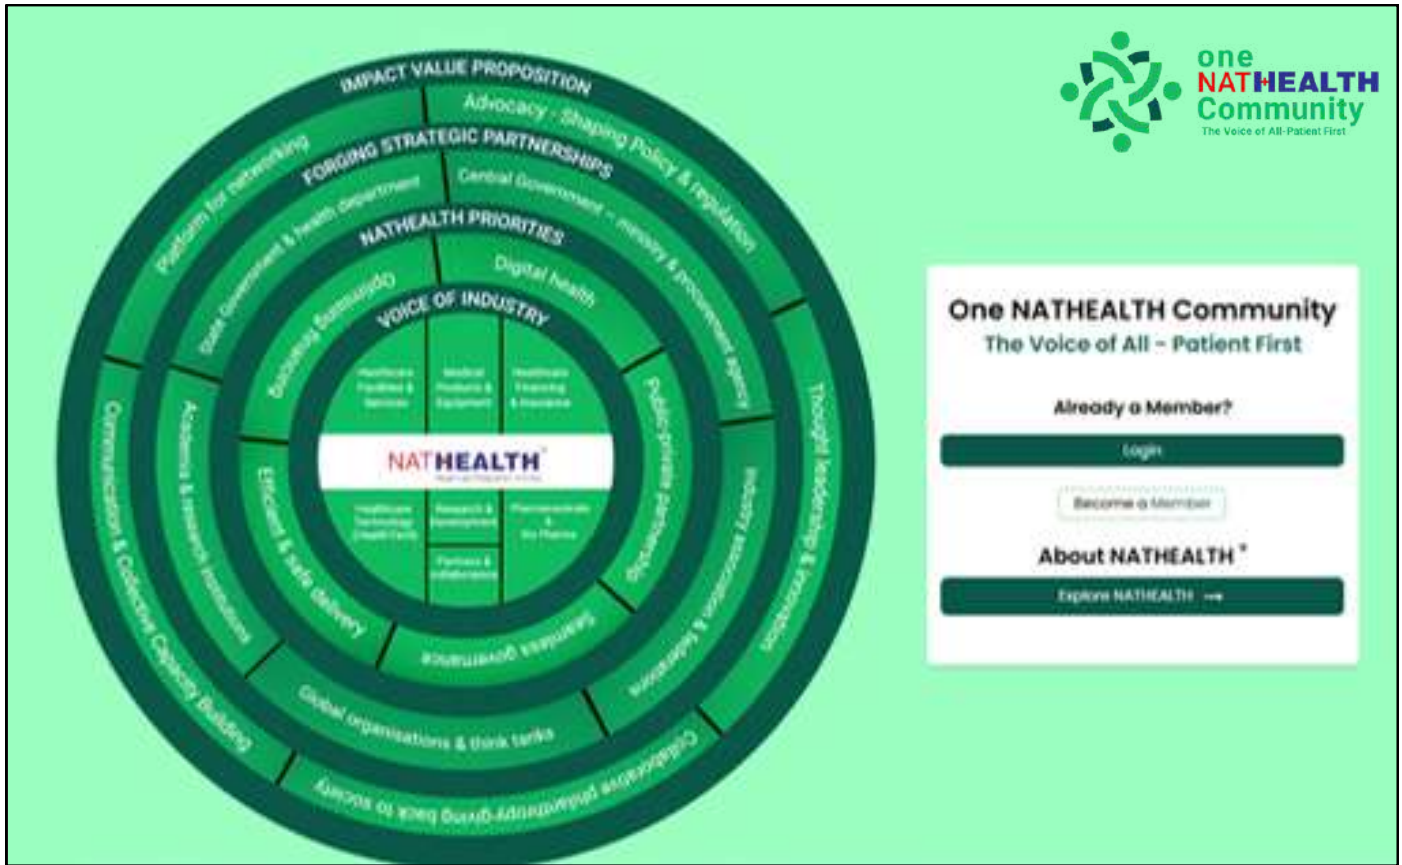 IMPACT VALUE PROPOSITION
Platform for networking
Advocacy - Shaping Policy & regulation
Thought leadership & innovation
Collaborative philanthropy-giving back to society
Communication & Collective Capacity Building
FORGING STRATEGIC PARTNERSHIPS
State Government & health department
Central Government - ministry & procurement agency
Industry association & federations
Global organisations & think tanks
Academia & research institutions
NATHEALTH PRIORITIES
Optimising financing
Digital health
Public-private partnership
Seamless governance
Efficient & safe delivery
VOICE OF INDUSTRY
Healthcare
Facilities &
Services
Medical
Products &
Equipment
Healthcare
Financing
& Insurance
NATHEALTH
Healthcare
Technology
Research &
Development
Pharmaceuticals
&
Bio Pharma
Partners &
one
NATHEALTH
Community
The Voice of All-Patient First
One NATHEALTH Community
The Voice of All - Patient First
Already a Member?
Login
Become a Member
About NATHEALTH
Explore NATHEALTH →